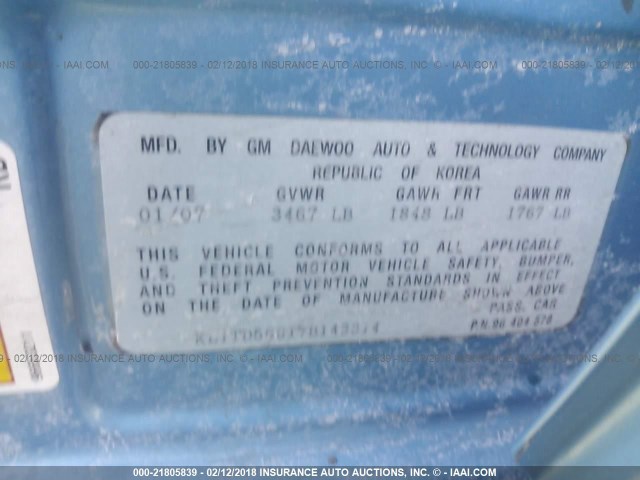 000-21805839 - 02/12/2018 INSURANCE AUTO AUCTIONS, INC. © - IAAI.COM
MFD. BY GM DAEWOO AUTO & TECHNOLOGY COMPANY
REPUBLIC OF KOREA
DATE GVWR GAWR FRT GAWR RR
01/07 3467 LB 1848 LB 1767 LB
THIS VEHICLE CONFORMS TO ALL APPLICABLE
U.S. FEDERAL MOTOR VEHICLE SAFETY, BUMPER,
AND THEFT PREVENTION STANDARDS IN EFFECT
ON THE DATE OF MANUFACTURE SHOWN ABOVE
PASS. CAR
P.N.96 404 576
000-21805839 - 02/12/2018 INSURANCE AUTO AUCTIONS, INC. © - IAAI.COM
000-21805839 - 02/12/2018 INSURANCE AUTO AUCTIONS, INC. © - IAAI.COM